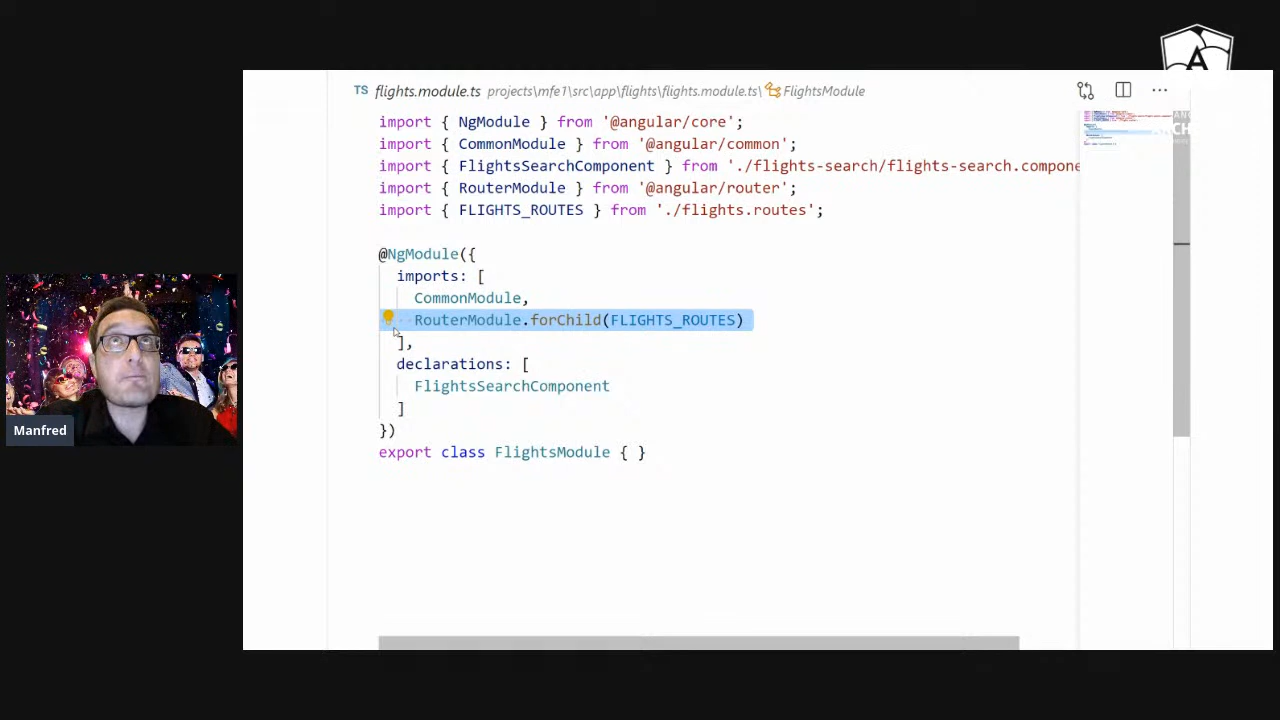 TS flights.module.ts projects\mfe1\src\app\flights\flights.module.ts\ FlightsModule
import { NgModule } from '@angular/core';
import { CommonModule } from '@angular/common';
import { FlightsSearchComponent } from './flights-search/flights-search.compone
import { RouterModule } from '@angular/router';
import { FLIGHTS_ROUTES } from './flights.routes';
@NgModule({
imports: [
CommonModule,
RouterModule.forChild(FLIGHTS_ROUTES)
],
declarations: [
FlightsSearchComponent
]
})
export class FlightsModule { }
Manfred
A